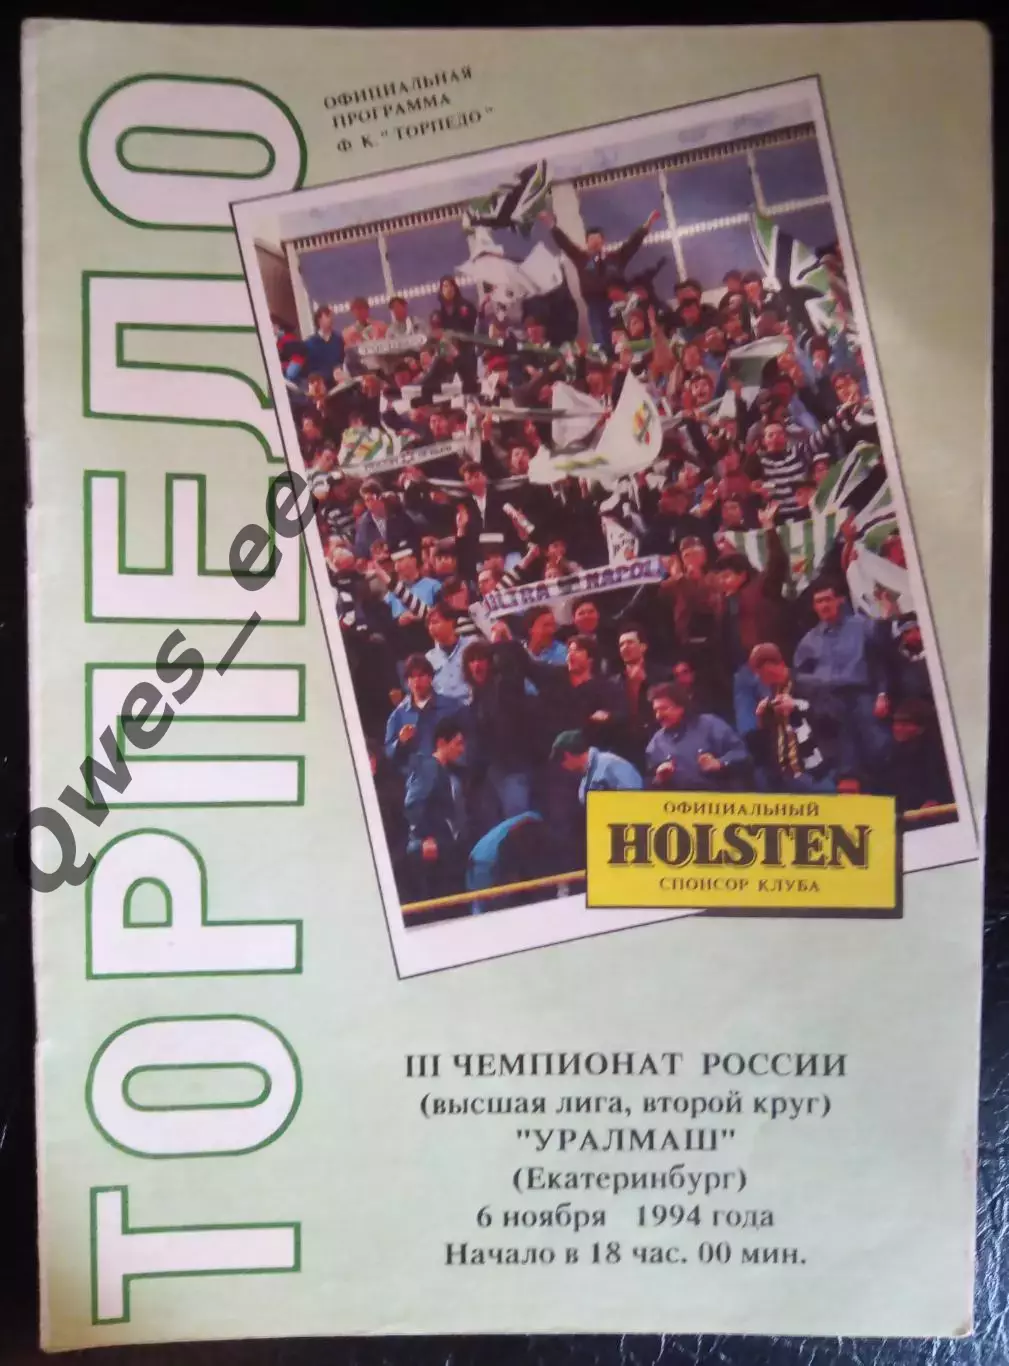 ОФИЦИАЛЬНАЯ
ПРОГРАММА
Ф К." ТОРПЕДО "
ТОРПЕДО
ULTRA NAPOLI
ОФИЦИАЛЬНЫЙ
HOLSTEN
СПОНСОР КЛУБА
III ЧЕМПИОНАТ РОССИИ
(высшая лига, второй круг)
"УРАЛМАШ"
(Екатеринбург)
6 ноября 1994 года
Начало в 18 час. 00 мин.
Qwes_ee